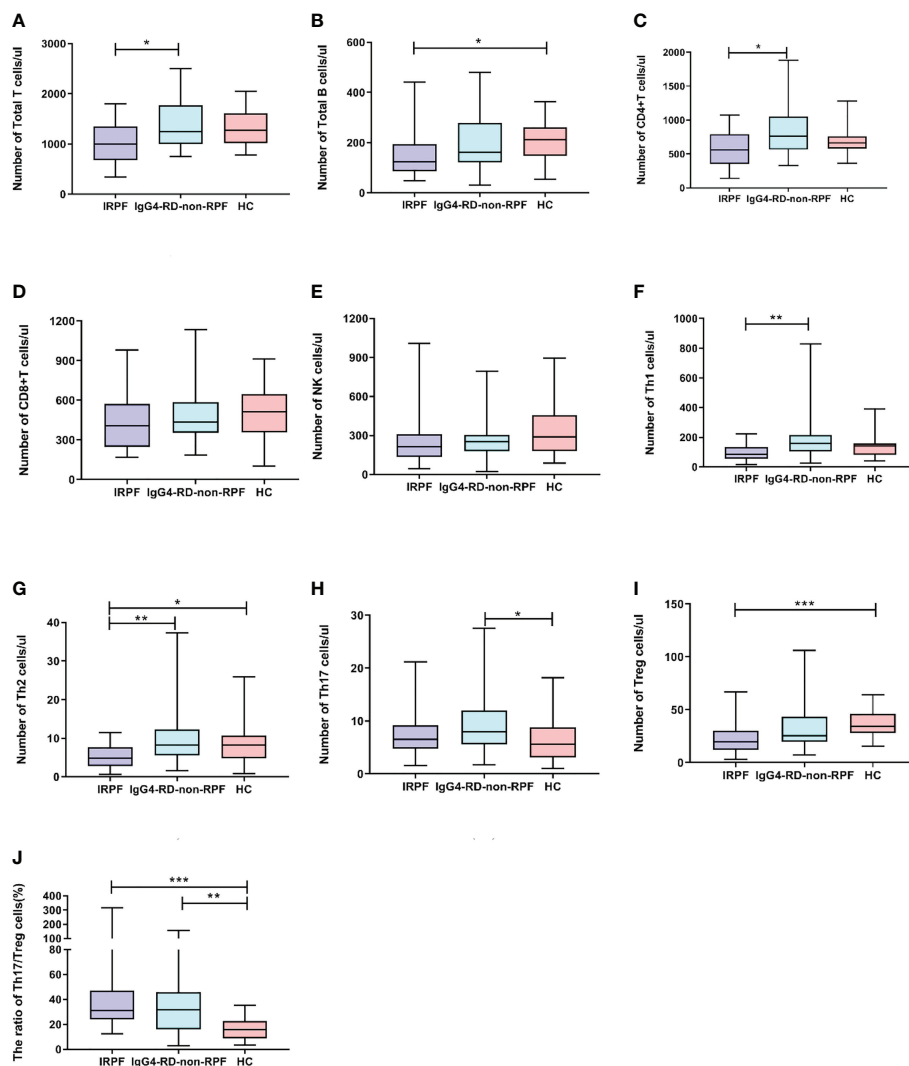 A
Number of Total T cells/ul
3000
2000
1000
0
*
IRPF IgG4-RD-non-RPF HC
B
Number of Total B cells/ul
600
400
200
0
*
IRPF IgG4-RD-non-RPF HC
C
Number of CD4+T cells/ul
2000
1500
1000
500
0
*
IRPF IgG4-RD-non-RPF HC
D
Number of CD8+T cells/ul
1200
900
600
300
0
IRPF IgG4-RD-non-RPF HC
E
Number of NK cells/ul
1200
900
600
300
0
IRPF IgG4-RD-non-RPF HC
F
Number of Th1 cells/ul
1000
800
600
400
200
0
**
IRPF IgG4-RD-non-RPF HC
G
Number of Th2 cells/ul
40
30
20
10
0
*
**
IRPF IgG4-RD-non-RPF HC
H
Number of Th17 cells/ul
30
20
10
0
*
IRPF IgG4-RD-non-RPF HC
I
Number of Treg cells/ul
150
100
50
0
***
IRPF IgG4-RD-non-RPF HC
J
The ratio of Th17/Treg cells(%)
400
300
200
100
80
60
40
20
0
***
**
IRPF IgG4-RD-non-RPF HC